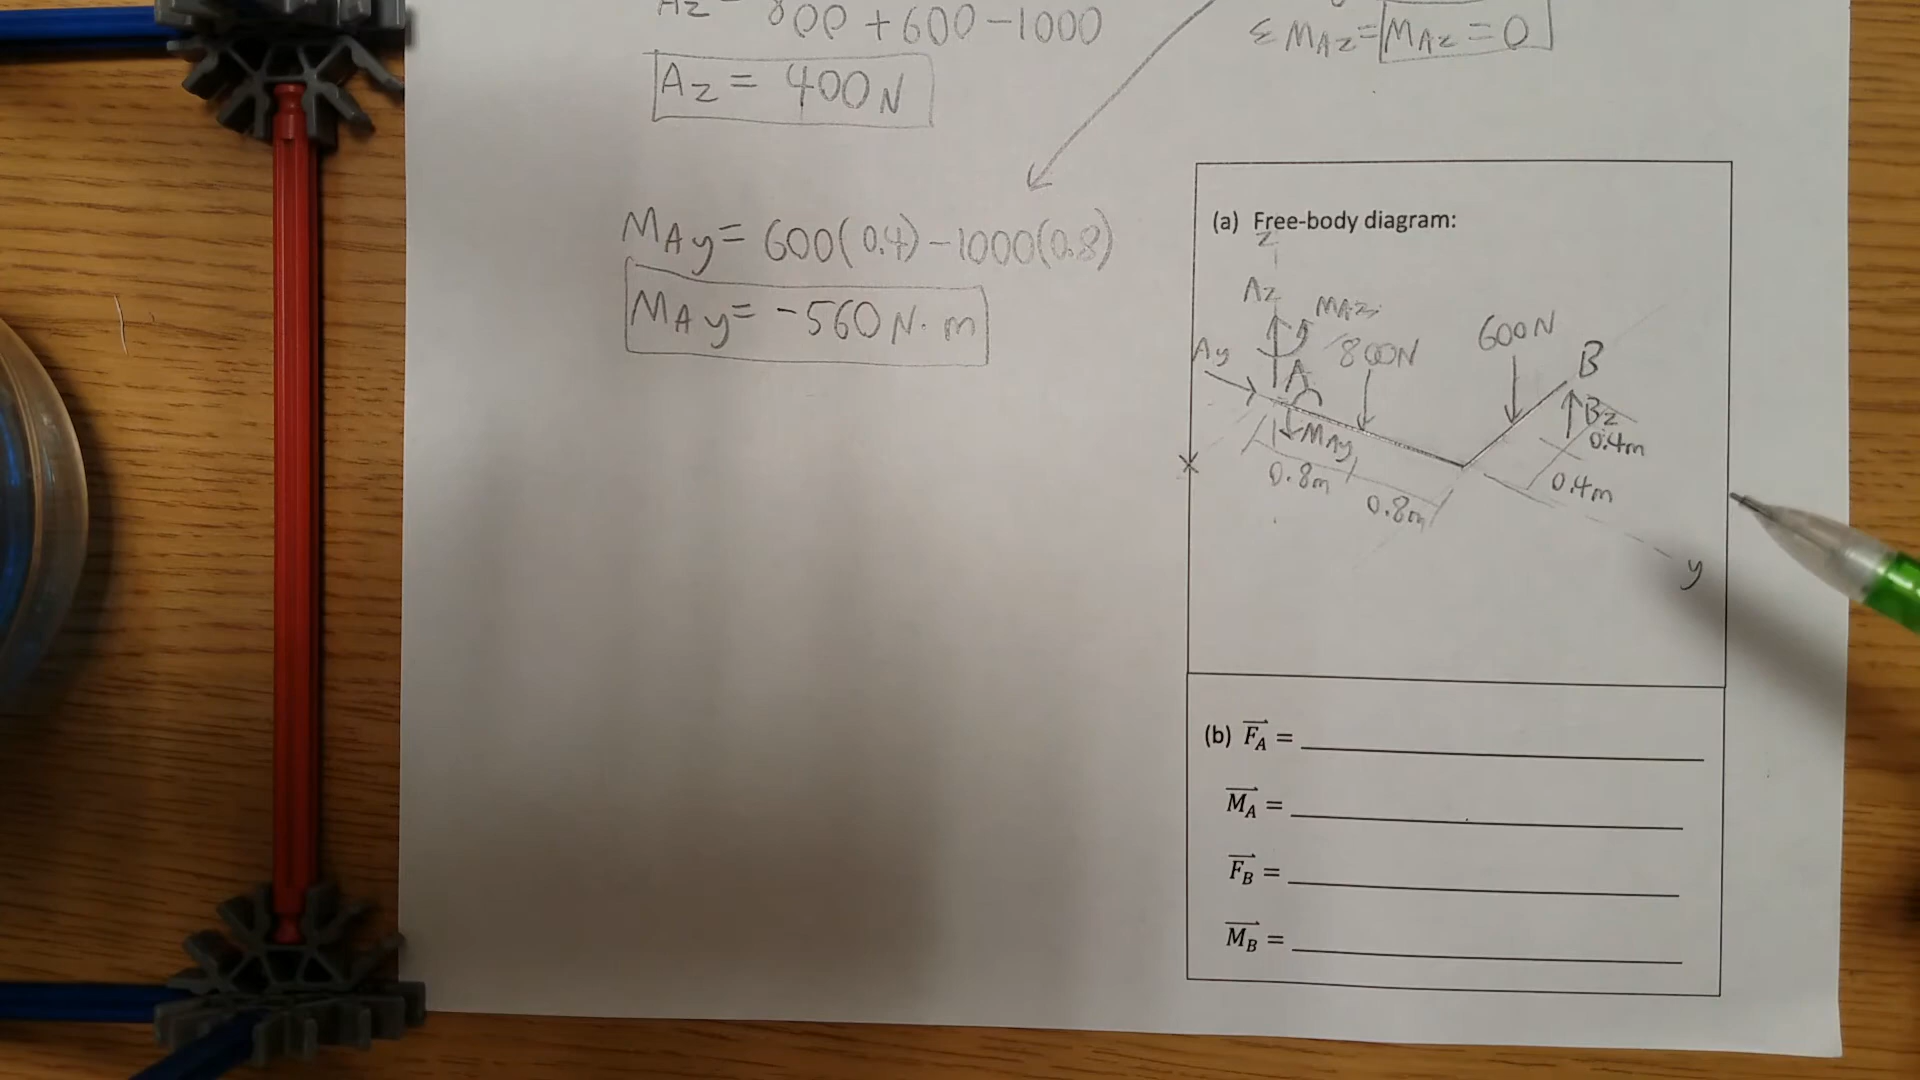 Az = 800 + 600 - 1000
Az = 400N
Σ MAz = MAz = 0
MAy = 600(0.4) - 1000(0.8)
MAy = -560 N·m
(a) Free-body diagram:
z
Az
MAz
Ay
A
800N
600N
B
Bz
MAy
0.4m
0.4m
0.8m
0.8m
x
y
(b) FA =
MA =
FB =
MB =